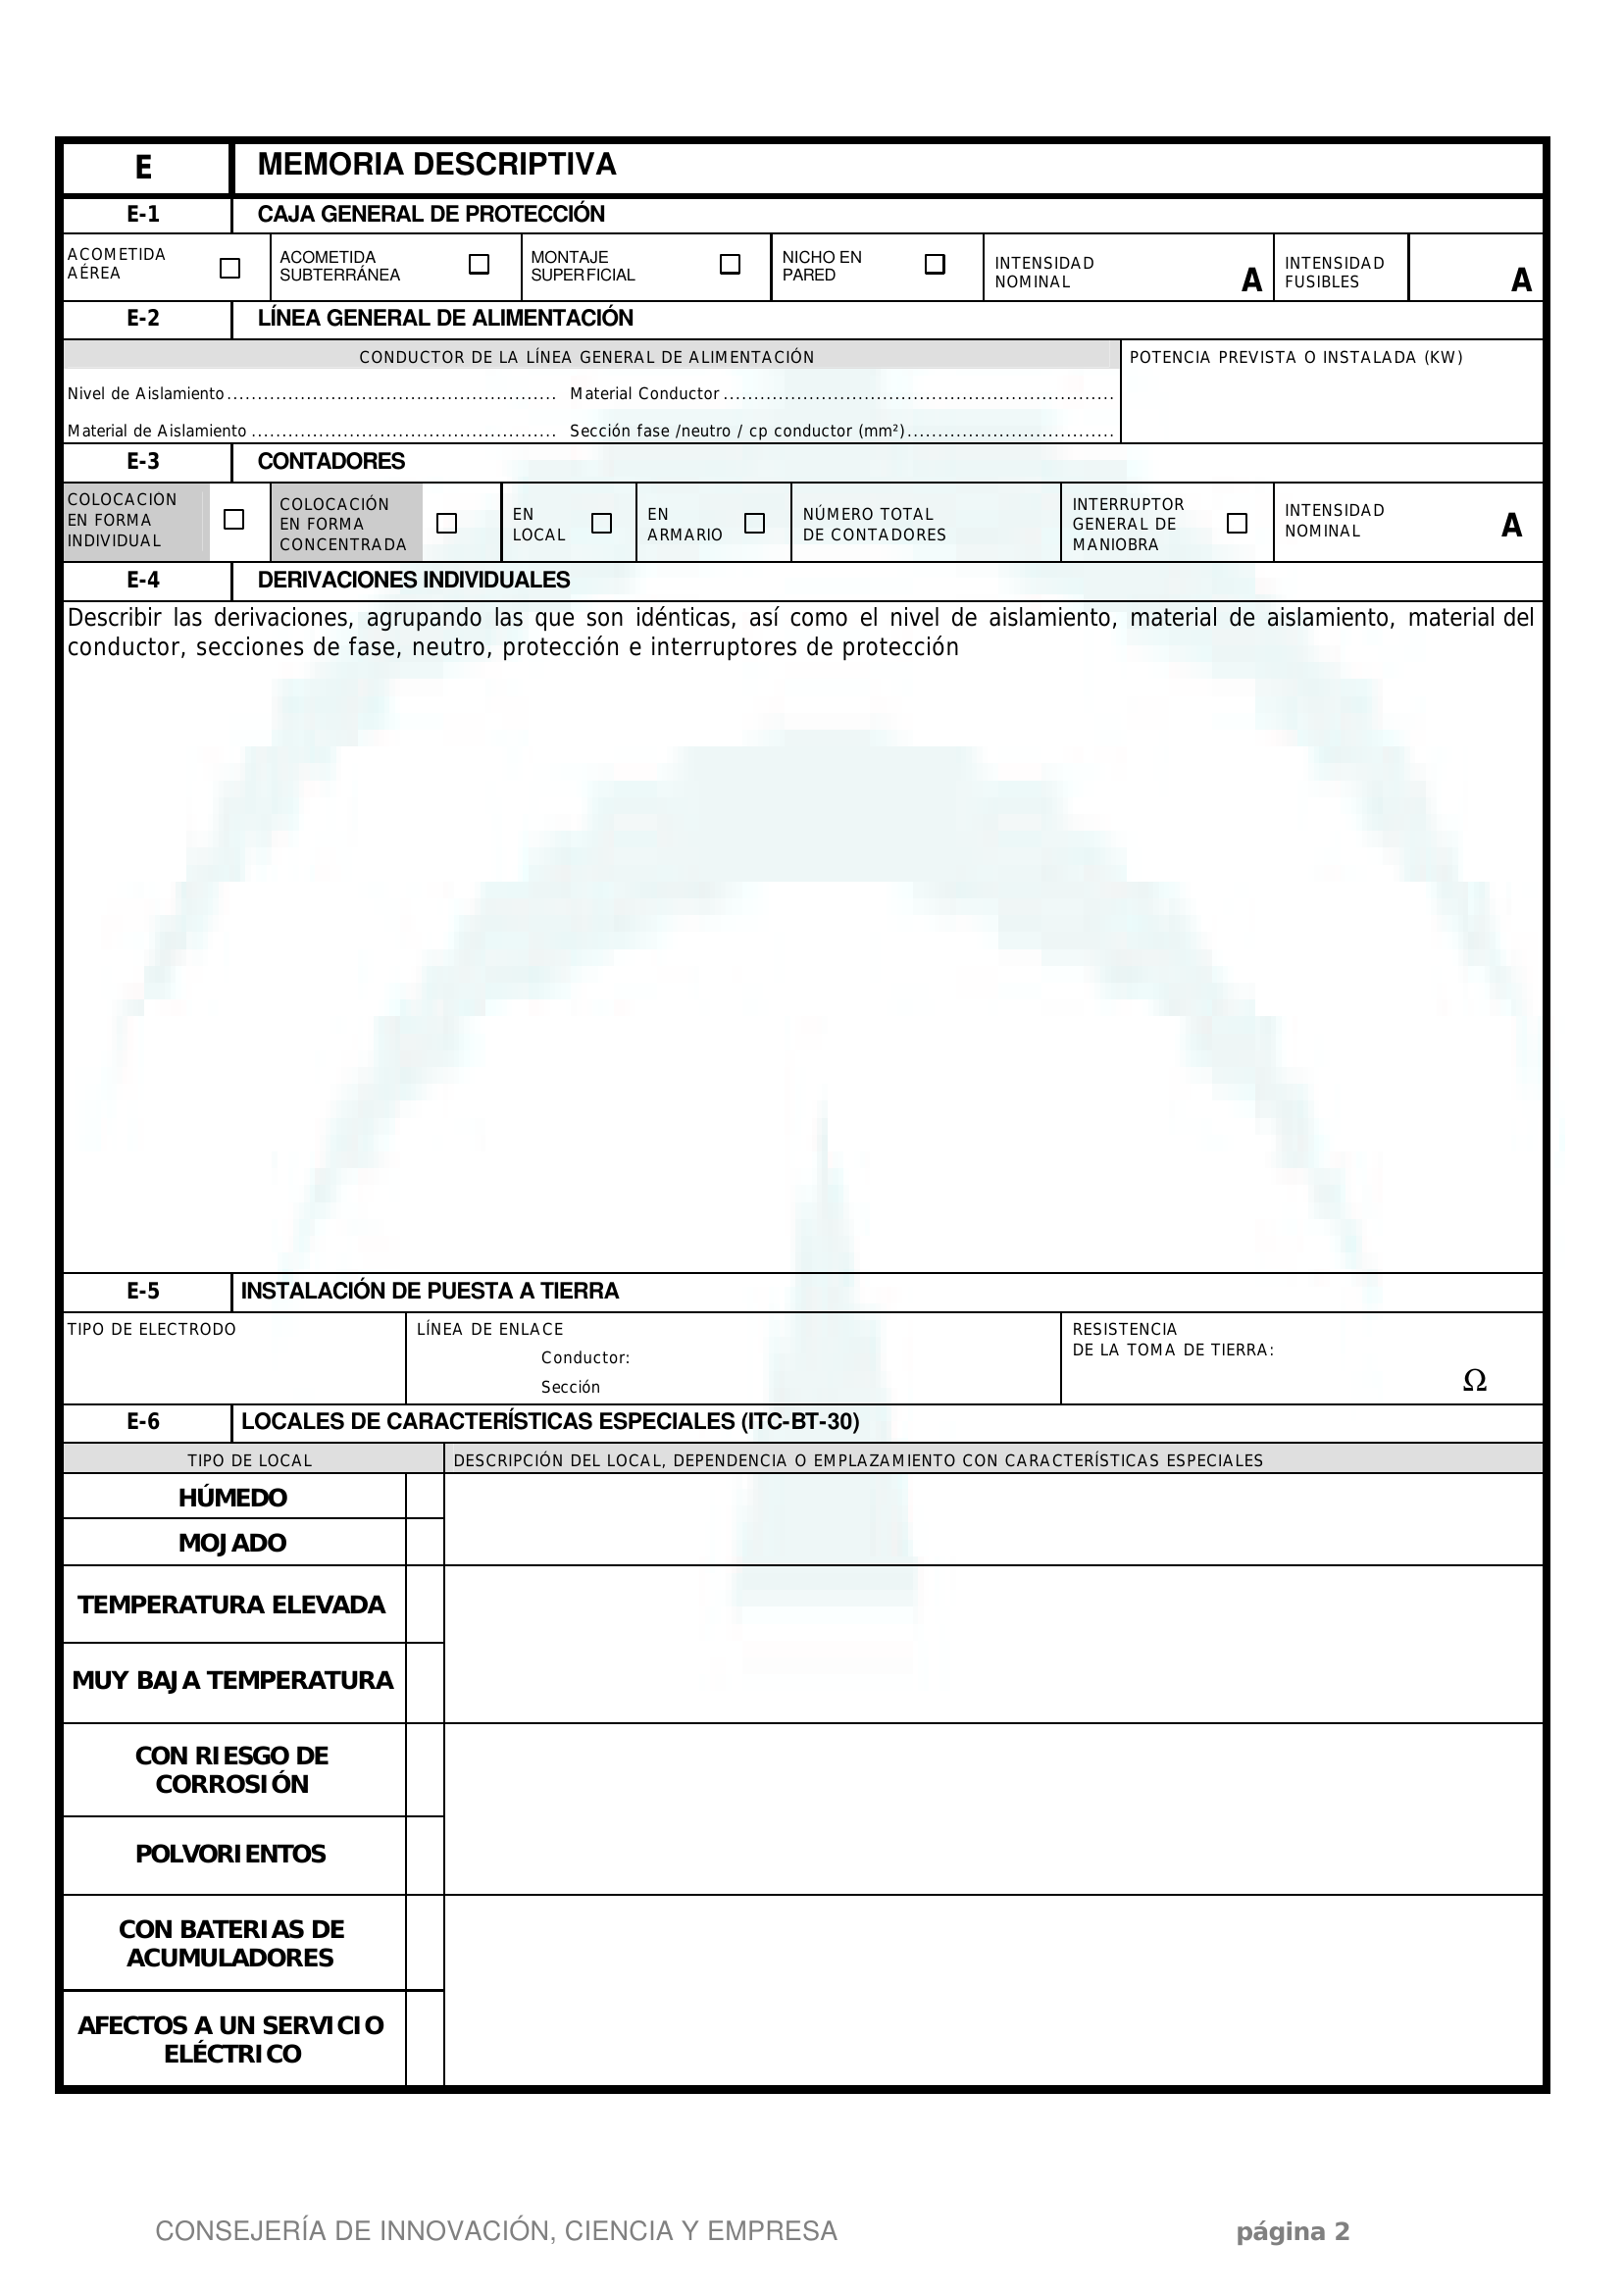 E MEMORIA DESCRIPTIVA
E-1 CAJA GENERAL DE PROTECCIÓN
ACOMETIDA
AÉREA
ACOMETIDA
SUBTERRÁNEA
MONTAJE
SUPERFICIAL
NICHO EN
PARED
INTENSIDAD
NOMINAL
A
INTENSIDAD
FUSIBLES
A
E-2 LÍNEA GENERAL DE ALIMENTACIÓN
CONDUCTOR DE LA LÍNEA GENERAL DE ALIMENTACIÓN
POTENCIA PREVISTA O INSTALADA (KW)
Nivel de Aislamiento...................................................... Material Conductor................................................................
Material de Aislamiento .................................................. Sección fase /neutro / cp conductor (mm²)..................................
E-3 CONTADORES
COLOCACION
EN FORMA
INDIVIDUAL
COLOCACIÓN
EN FORMA
CONCENTRADA
EN
LOCAL
EN
ARMARIO
NÚMERO TOTAL
DE CONTADORES
INTERRUPTOR
GENERAL DE
MANIOBRA
INTENSIDAD
NOMINAL
A
E-4 DERIVACIONES INDIVIDUALES
Describir las derivaciones, agrupando las que son idénticas, así como el nivel de aislamiento, material de aislamiento, material del
conductor, secciones de fase, neutro, protección e interruptores de protección
E-5 INSTALACIÓN DE PUESTA A TIERRA
TIPO DE ELECTRODO
LÍNEA DE ENLACE
Conductor:
Sección
RESISTENCIA
DE LA TOMA DE TIERRA:
Ω
E-6 LOCALES DE CARACTERÍSTICAS ESPECIALES (ITC-BT-30)
TIPO DE LOCAL
DESCRIPCIÓN DEL LOCAL, DEPENDENCIA O EMPLAZAMIENTO CON CARACTERÍSTICAS ESPECIALES
HÚMEDO
MOJADO
TEMPERATURA ELEVADA
MUY BAJA TEMPERATURA
CON RIESGO DE
CORROSIÓN
POLVORIENTOS
CON BATERIAS DE
ACUMULADORES
AFECTOS A UN SERVICIO
ELÉCTRICO
CONSEJERÍA DE INNOVACIÓN, CIENCIA Y EMPRESA página 2